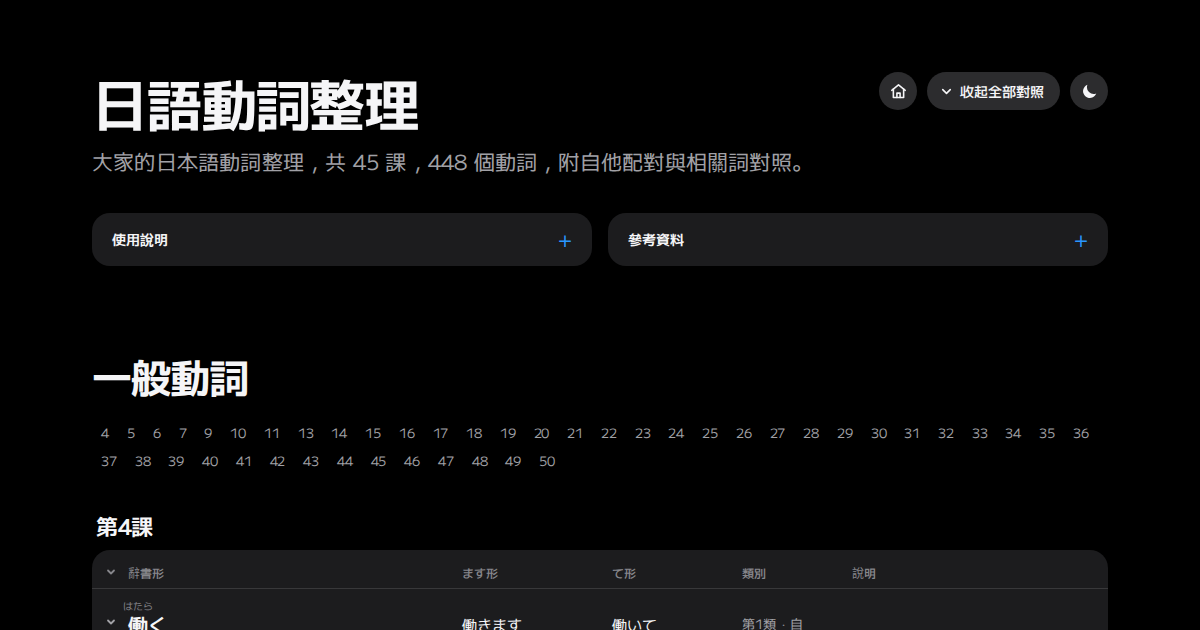 日語動詞整理
收起全部對照
大家的日本語動詞整理，共 45 課，448 個動詞，附自他配對與相關詞對照。
使用說明 +
參考資料 +
一般動詞
4 5 6 7 9 10 11 13 14 15 16 17 18 19 20 21 22 23 24 25 26 27 28 29 30 31 32 33 34 35 36
37 38 39 40 41 42 43 44 45 46 47 48 49 50
第4課
辭書形 ます形 て形 類別 說明
はたら
働く 働きます 働いて 第1類 · 自